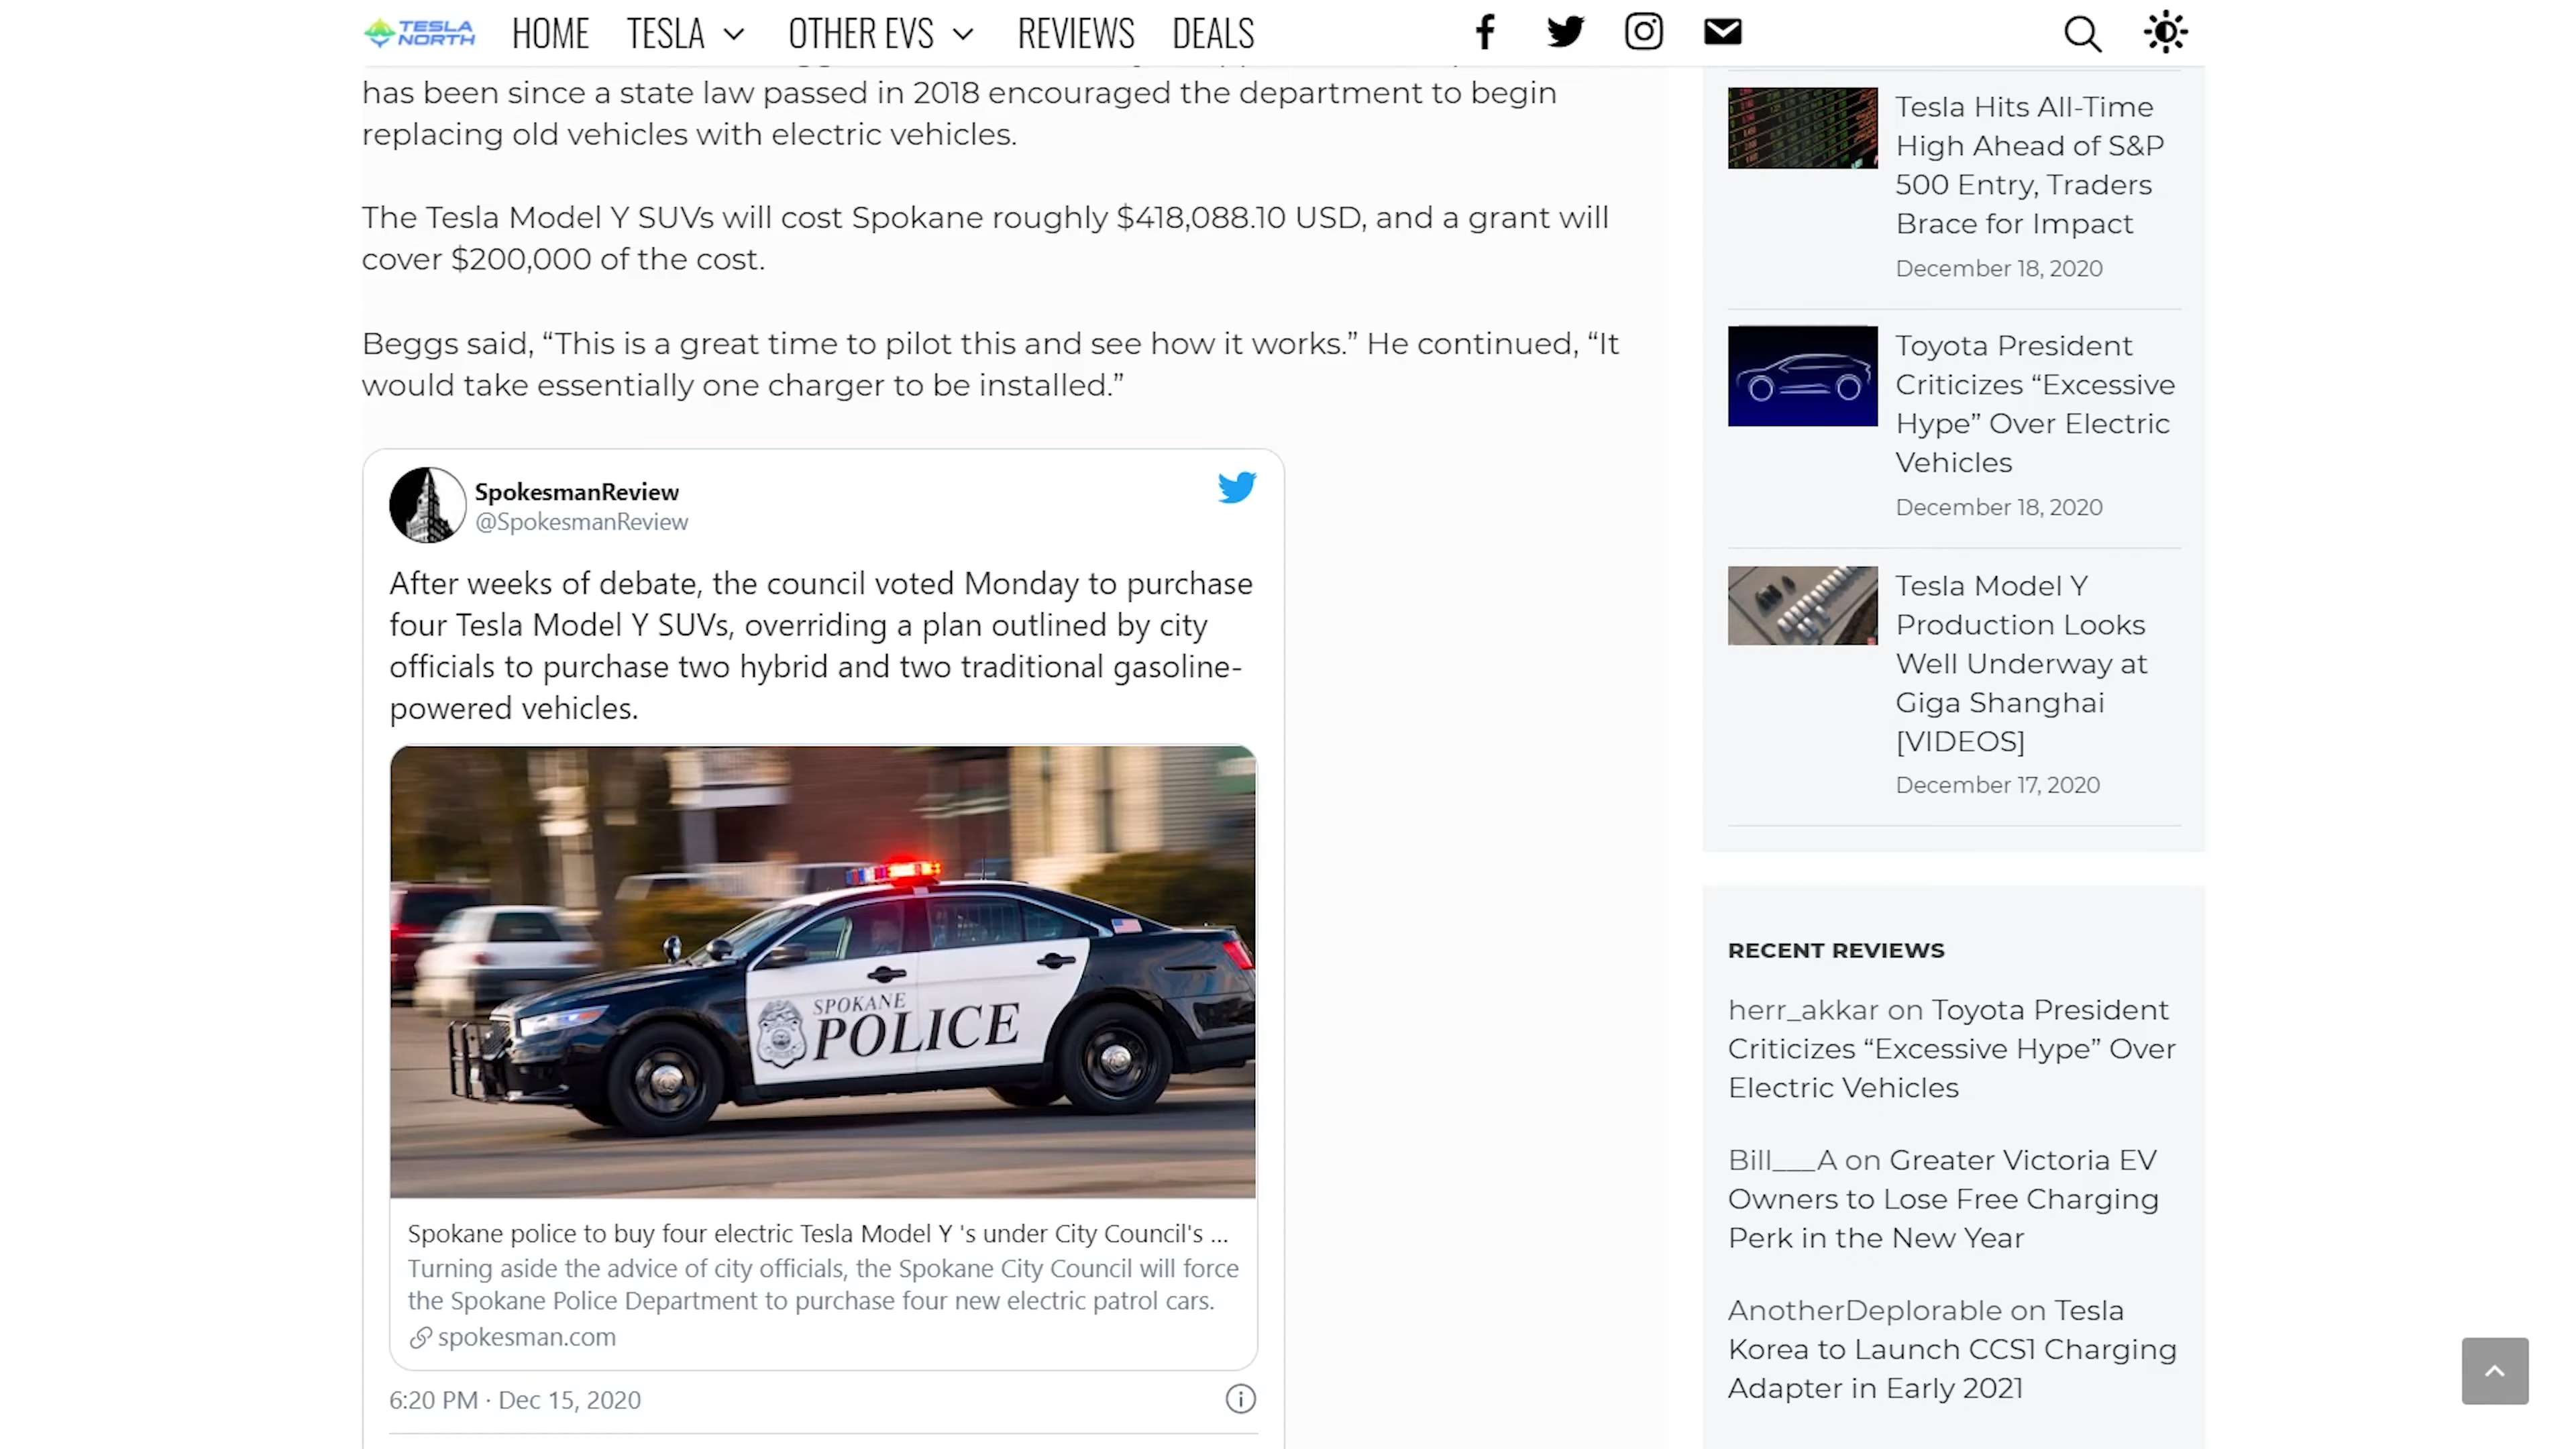 TESLA
NORTH
HOME TESLA OTHER EVS REVIEWS DEALS
has been since a state law passed in 2018 encouraged the department to begin
replacing old vehicles with electric vehicles.
The Tesla Model Y SUVs will cost Spokane roughly $418,088.10 USD, and a grant will
cover $200,000 of the cost.
Beggs said, “This is a great time to pilot this and see how it works.” He continued, “It
would take essentially one charger to be installed.”
SpokesmanReview
@SpokesmanReview
After weeks of debate, the council voted Monday to purchase
four Tesla Model Y SUVs, overriding a plan outlined by city
officials to purchase two hybrid and two traditional gasoline-
powered vehicles.
SPOKANE
POLICE
Spokane police to buy four electric Tesla Model Y 's under City Council's ...
Turning aside the advice of city officials, the Spokane City Council will force
the Spokane Police Department to purchase four new electric patrol cars.
spokesman.com
6:20 PM · Dec 15, 2020
Tesla Hits All-Time
High Ahead of S&P
500 Entry, Traders
Brace for Impact
December 18, 2020
Toyota President
Criticizes “Excessive
Hype” Over Electric
Vehicles
December 18, 2020
Tesla Model Y
Production Looks
Well Underway at
Giga Shanghai
[VIDEOS]
December 17, 2020
RECENT REVIEWS
herr_akkar on Toyota President
Criticizes “Excessive Hype” Over
Electric Vehicles
Bill___A on Greater Victoria EV
Owners to Lose Free Charging
Perk in the New Year
AnotherDeplorable on Tesla
Korea to Launch CCS1 Charging
Adapter in Early 2021